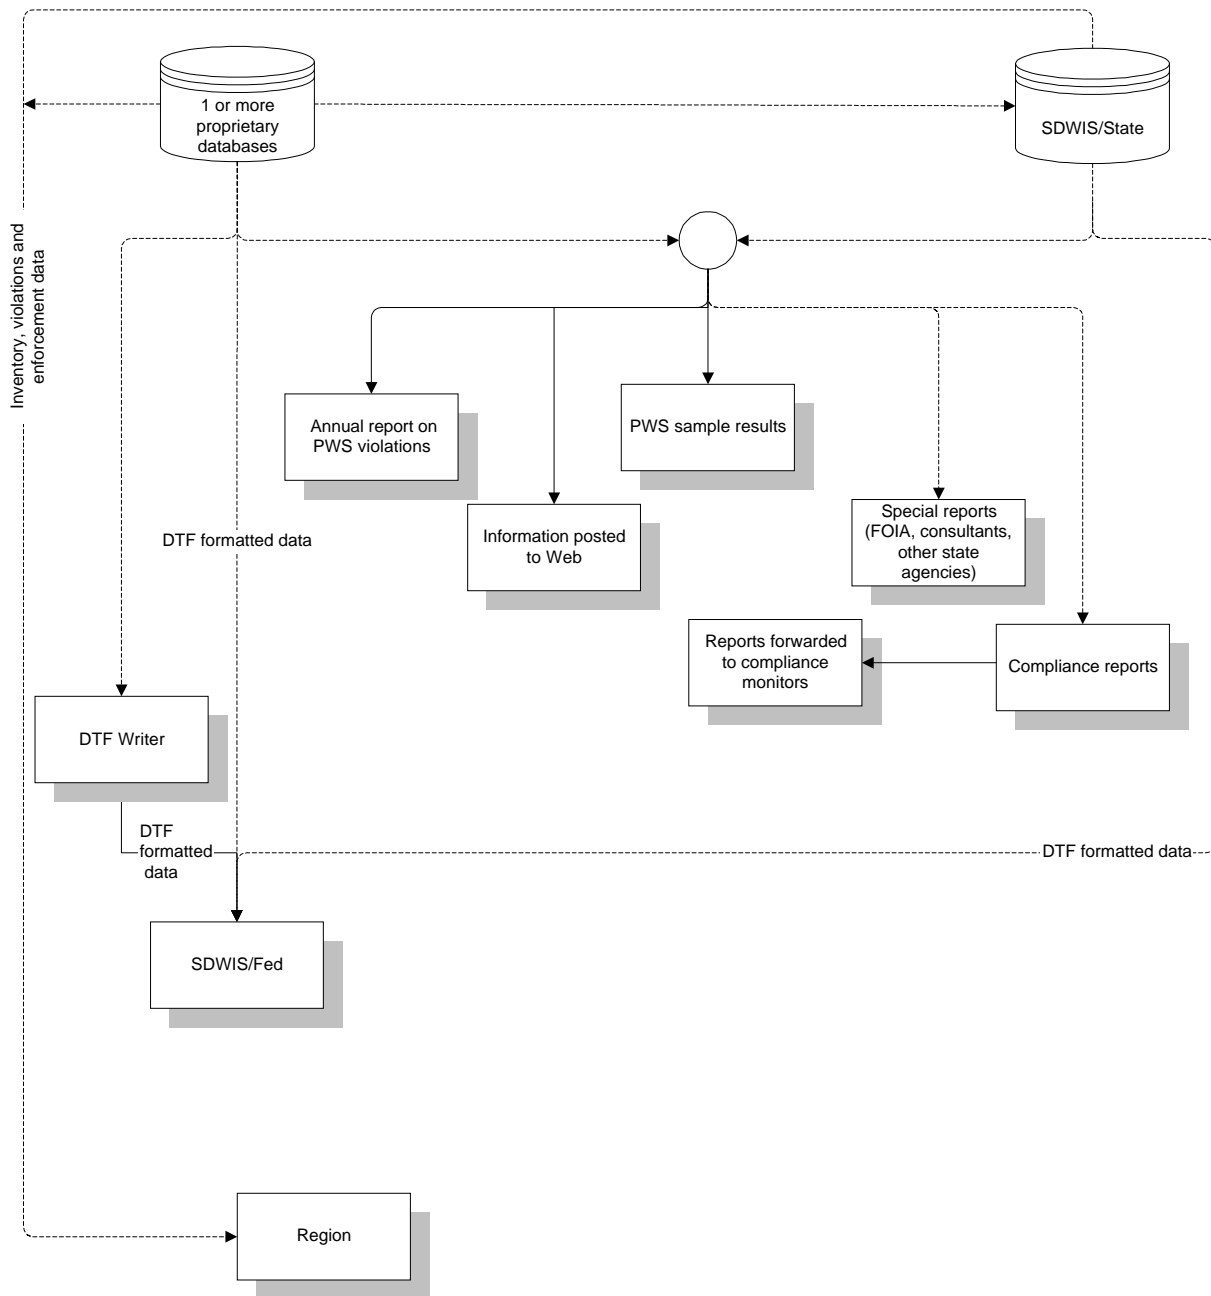 1 or more
proprietary
databases
SDWIS/State
Inventory, violations and
enforcement data
Annual report on
PWS violations
PWS sample results
Information posted
to Web
Special reports
(FOIA, consultants,
other state
agencies)
DTF formatted data
Reports forwarded
to compliance
monitors
Compliance reports
DTF Writer
DTF
formatted
data
DTF formatted data
SDWIS/Fed
Region